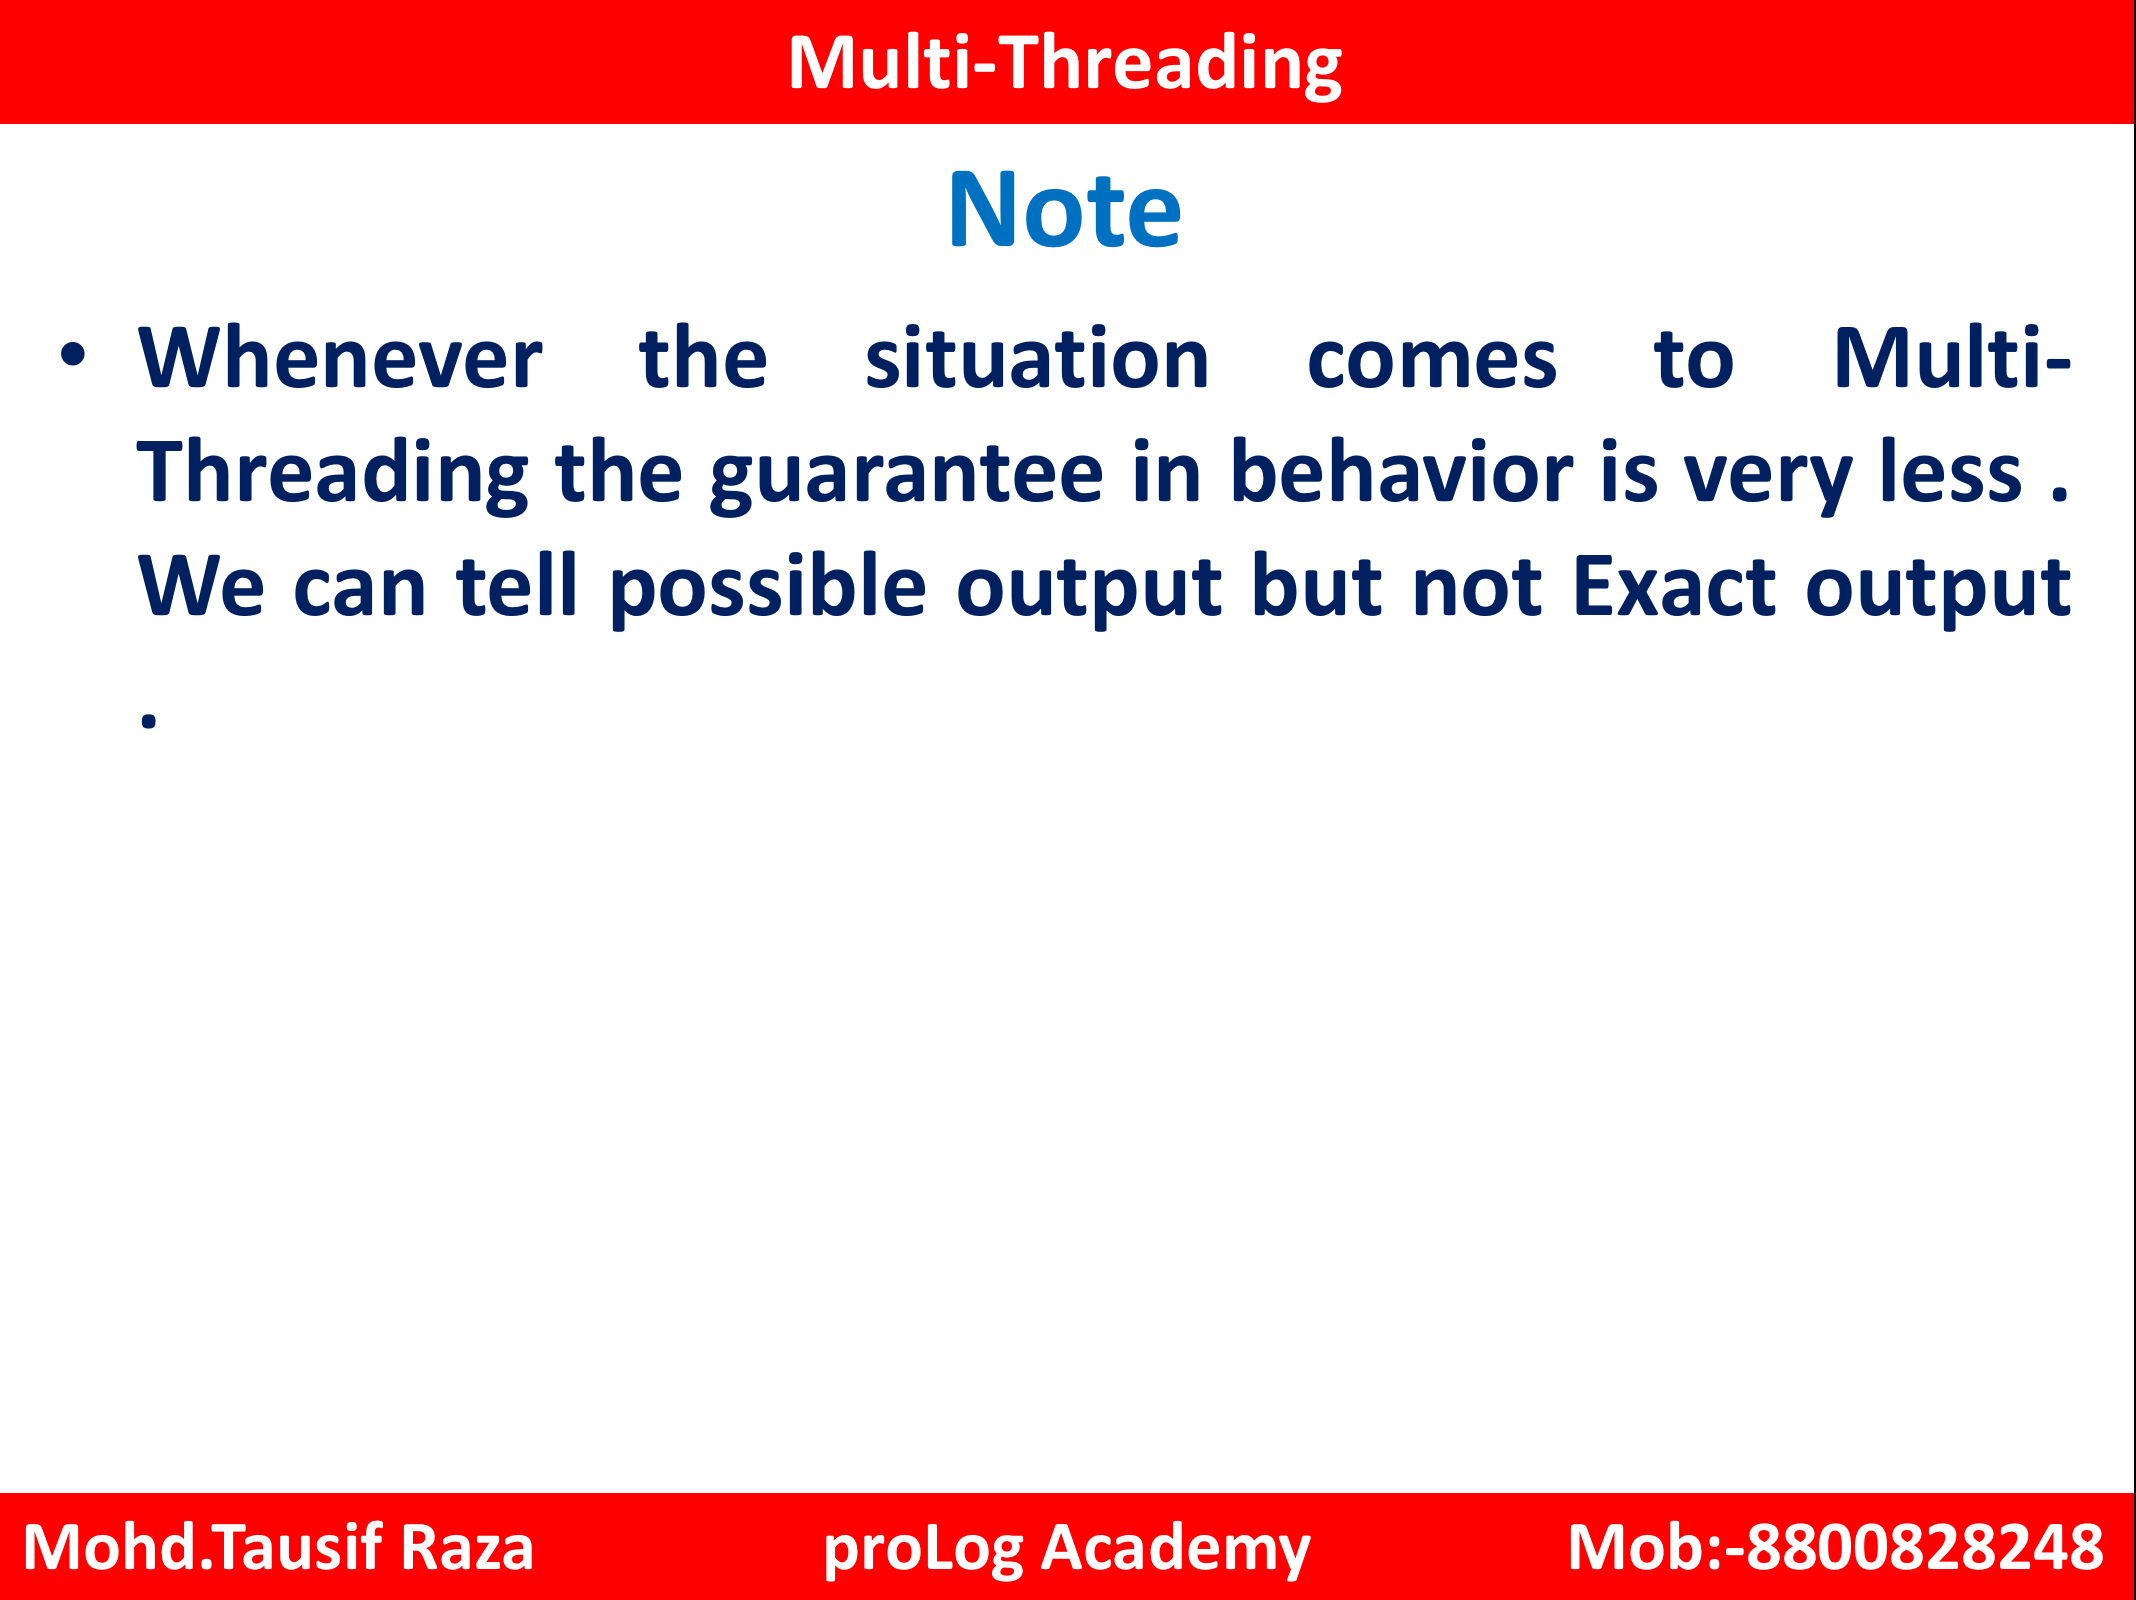 Multi-Threading
Note
• Whenever the situation comes to Multi-
Threading the guarantee in behavior is very less .
We can tell possible output but not Exact output
.
Mohd.Tausif Raza proLog Academy Mob:-8800828248